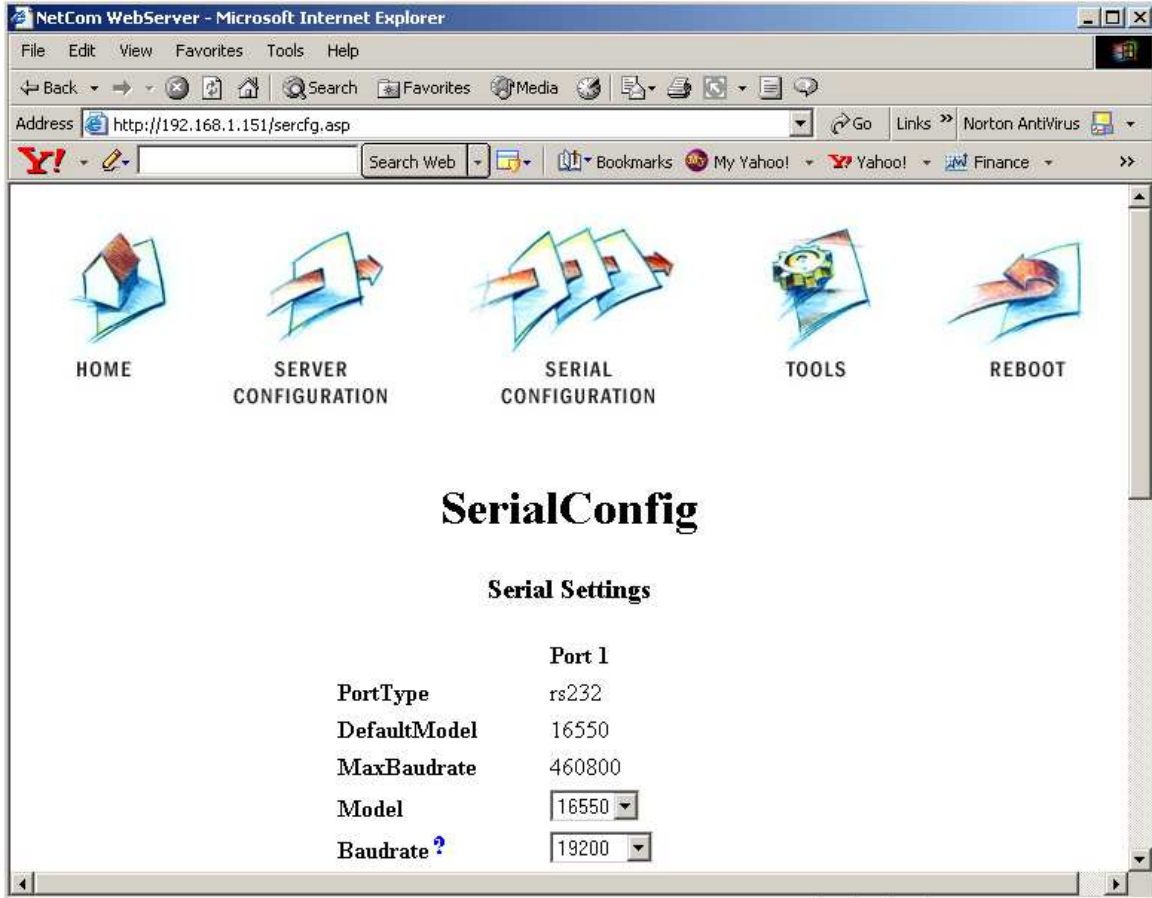 NetCom WebServer - Microsoft Internet Explorer
File Edit View Favorites Tools Help
Back Search Favorites Media
Address http://192.168.1.151/sercfg.asp Go Links » Norton AntiVirus
Y! Search Web Bookmarks My Yahoo! Y! Yahoo! Finance »
HOME SERVER CONFIGURATION SERIAL CONFIGURATION TOOLS REBOOT
SerialConfig
Serial Settings
Port 1
PortType rs232
DefaultModel 16550
MaxBaudrate 460800
Model 16550
Baudrate ? 19200